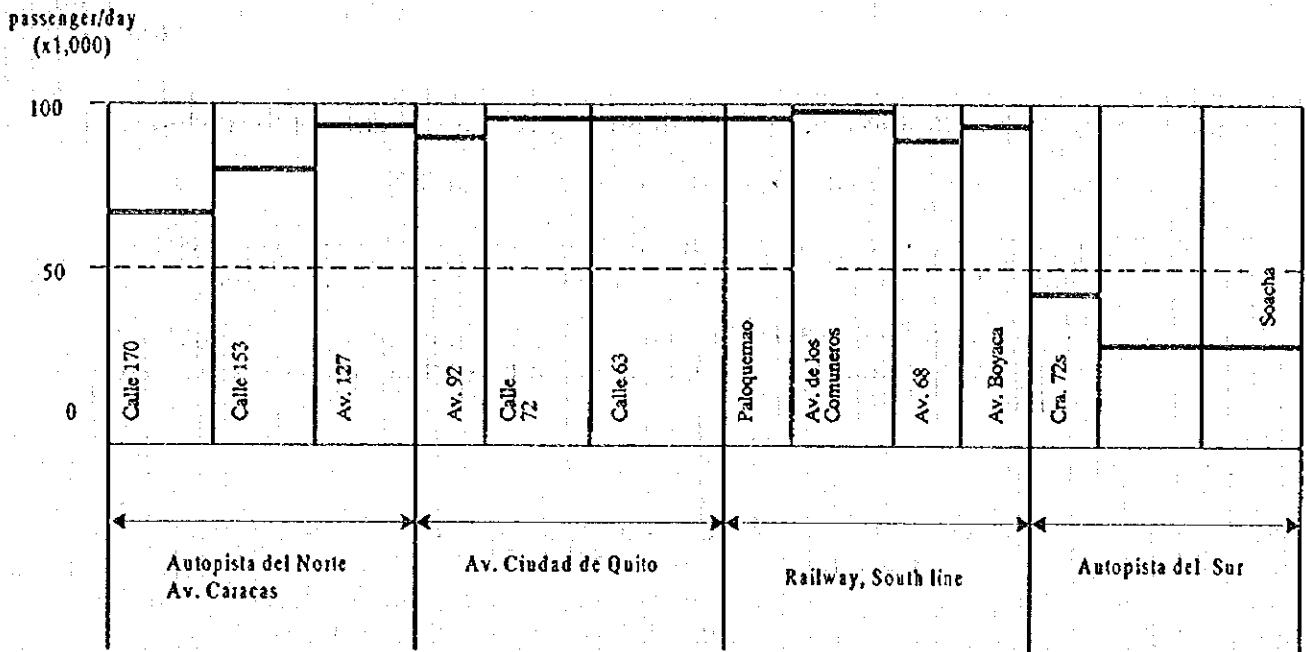 passenger/day
(x1,000)
100
50
0
Calle 170
Calle 153
Av. 127
Av. 92
Calle
72
Calle 63
Paloquemao
Av. de los
Comuneros
Av. 68
Av. Boyaca
Cra. 72s
Soacha
Autopista del Norte
Av. Caracas
Av. Ciudad de Quito
Railway, South line
Autopista del Sur